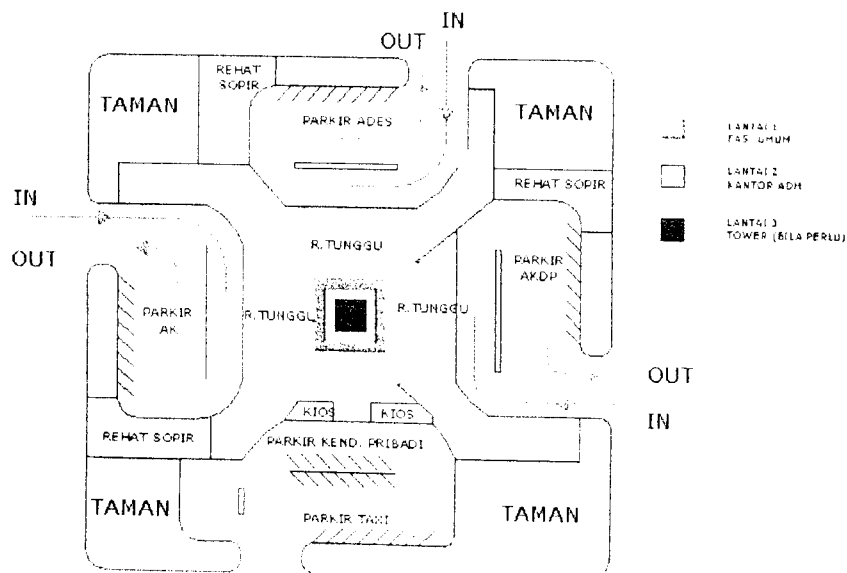 IN
OUT
REHAT
SOPIR
TAMAN
PARKIR ADES
TAMAN
REHAT SOPIR
IN
OUT
R.TUNGGU
PARKIR
AKDP
PARKIR
AK
R.TUNGGU
R.TUNGGU
OUT
IN
KIOS
KIOS
REHAT SOPIR
PARKIR KEND. PRIBADI
TAMAN
PARKIR TAXI
TAMAN
LANTAI 1
FAS. UMUM
LANTAI 2
KANTOR ADM
LANTAI 3
TOWER (BILA PERLU)